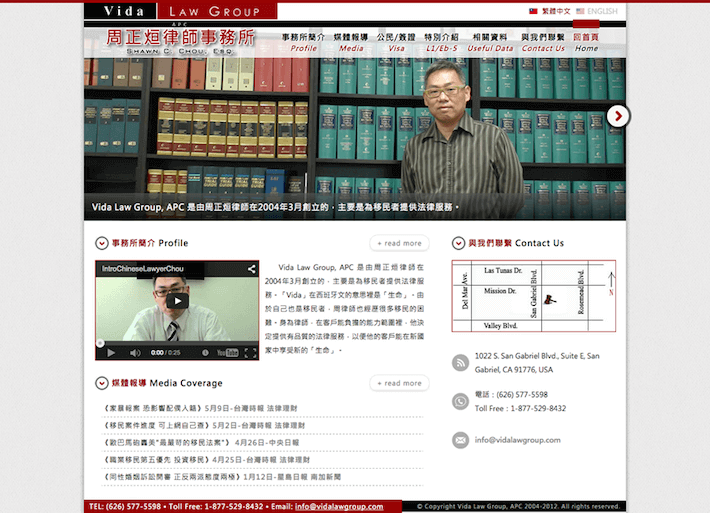 Vida LAW GROUP
APC
繁體中文 ENGLISH
周正烜律師事務所
SHAWN C. CHOU, ESQ.
事務所簡介 媒體報導 公民/簽證 特別介紹 相關資料 與我們聯繫 回首頁
Profile Media Visa L1/Eb-5 Useful Data Contact Us Home
Vida Law Group, APC 是由周正烜律師在2004年3月創立的，主要是為移民者提供法律服務。
事務所簡介 Profile
+ read more
IntroChineseLawyerChou
0:00 / 0:25
YouTube
Vida Law Group, APC 是由周正烜律師在
2004年3月創立的，主要是為移民者提供法律服
務。「Vida」在西班牙文的意思裡是「生命」。由
於自己也是移民者，周律師也經歷很多移民的困
難。身為律師，在客戶能負擔的能力範圍裡，他決
定提供有品質的法律服務，以便他的客戶能在新國
家中享受新的「生命」。
媒體報導 Media Coverage
+ read more
《家暴報案 恐影響配偶入籍》5月9日-台灣時報 法律理財
《移民案件進度 可上網自己查》5月2日-台灣時報 法律理財
《歐巴馬砲轟美"最嚴苛的移民法案"》 4月26日-中央日報
《職業移民第五優先 投資移民》4月25日-台灣時報 法律理財
《同性婚姻訴訟開審 正反兩派態度兩極》1月12日-星島日報 南加新聞
與我們聯繫 Contact Us
Las Tunas Dr.
Mission Dr.
Valley Blvd.
Del Mar Ave.
San Gabriel Blvd.
Rosemead Blvd.
N
1022 S. San Gabriel Blvd., Suite E, San
Gabriel, CA 91776, USA
電話：(626) 577-5598
Toll Free：1-877-529-8432
info@vidalawgroup.com
TEL: (626) 577-5598 • Toll Free: 1-877-529-8432 • Email: info@vidalawgroup.com
© Copyright Vida Law Group, APC 2004-2012. All rights reserved.